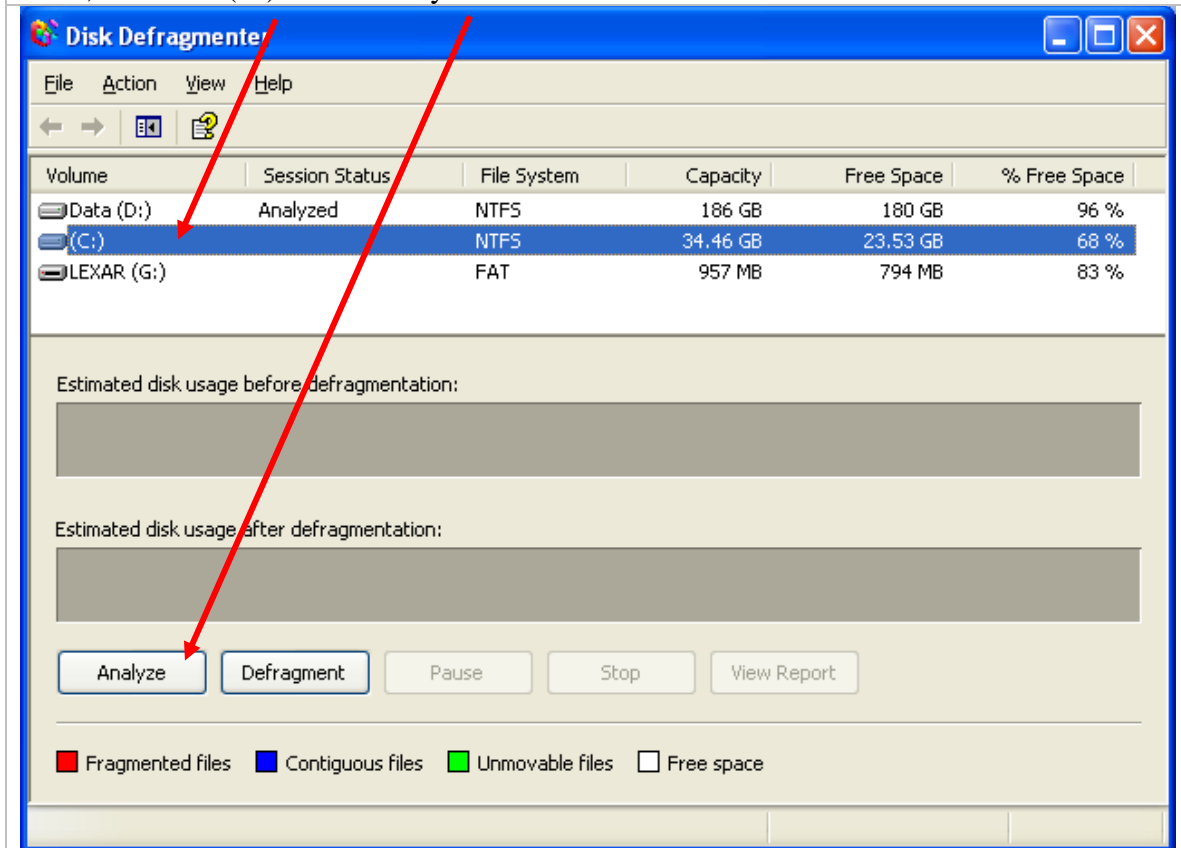 Disk Defragmenter
File Action View Help
Volume Session Status File System Capacity Free Space % Free Space
Data (D:) Analyzed NTFS 186 GB 180 GB 96 %
(C:) NTFS 34.46 GB 23.53 GB 68 %
LEXAR (G:) FAT 957 MB 794 MB 83 %
Estimated disk usage before defragmentation:
Estimated disk usage after defragmentation:
Analyze Defragment Pause Stop View Report
Fragmented files Contiguous files Unmovable files Free space